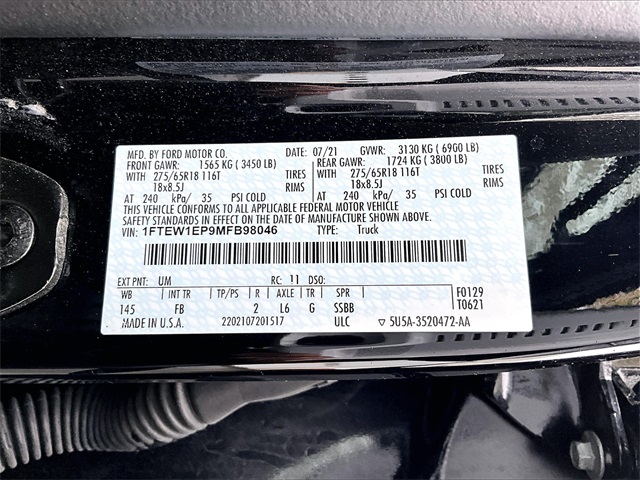 MFD. BY FORD MOTOR CO. DATE: 07/21 GVWR: 3130 KG ( 6900 LB)
FRONT GAWR: 1565 KG ( 3450 LB) REAR GAWR: 1724 KG ( 3800 LB)
WITH 275/65R18 116T TIRES WITH 275/65R18 116T TIRES
18x8.5J RIMS 18x8.5J RIMS
AT 240 kPa/ 35 PSI COLD AT 240 kPa/ 35 PSI COLD
THIS VEHICLE CONFORMS TO ALL APPLICABLE FEDERAL MOTOR VEHICLE
SAFETY STANDARDS IN EFFECT ON THE DATE OF MANUFACTURE SHOWN ABOVE.
VIN: 1FTEW1EP9MFB98046 TYPE: Truck
EXT PNT: UM RC: 11 DSO: F0129
WB INT TR TP/PS R AXLE TR SPR T0621
145 FB 2 L6 G SSBB
MADE IN U.S.A. 2202107201517 ULC ▽ 5U5A-3520472-AA